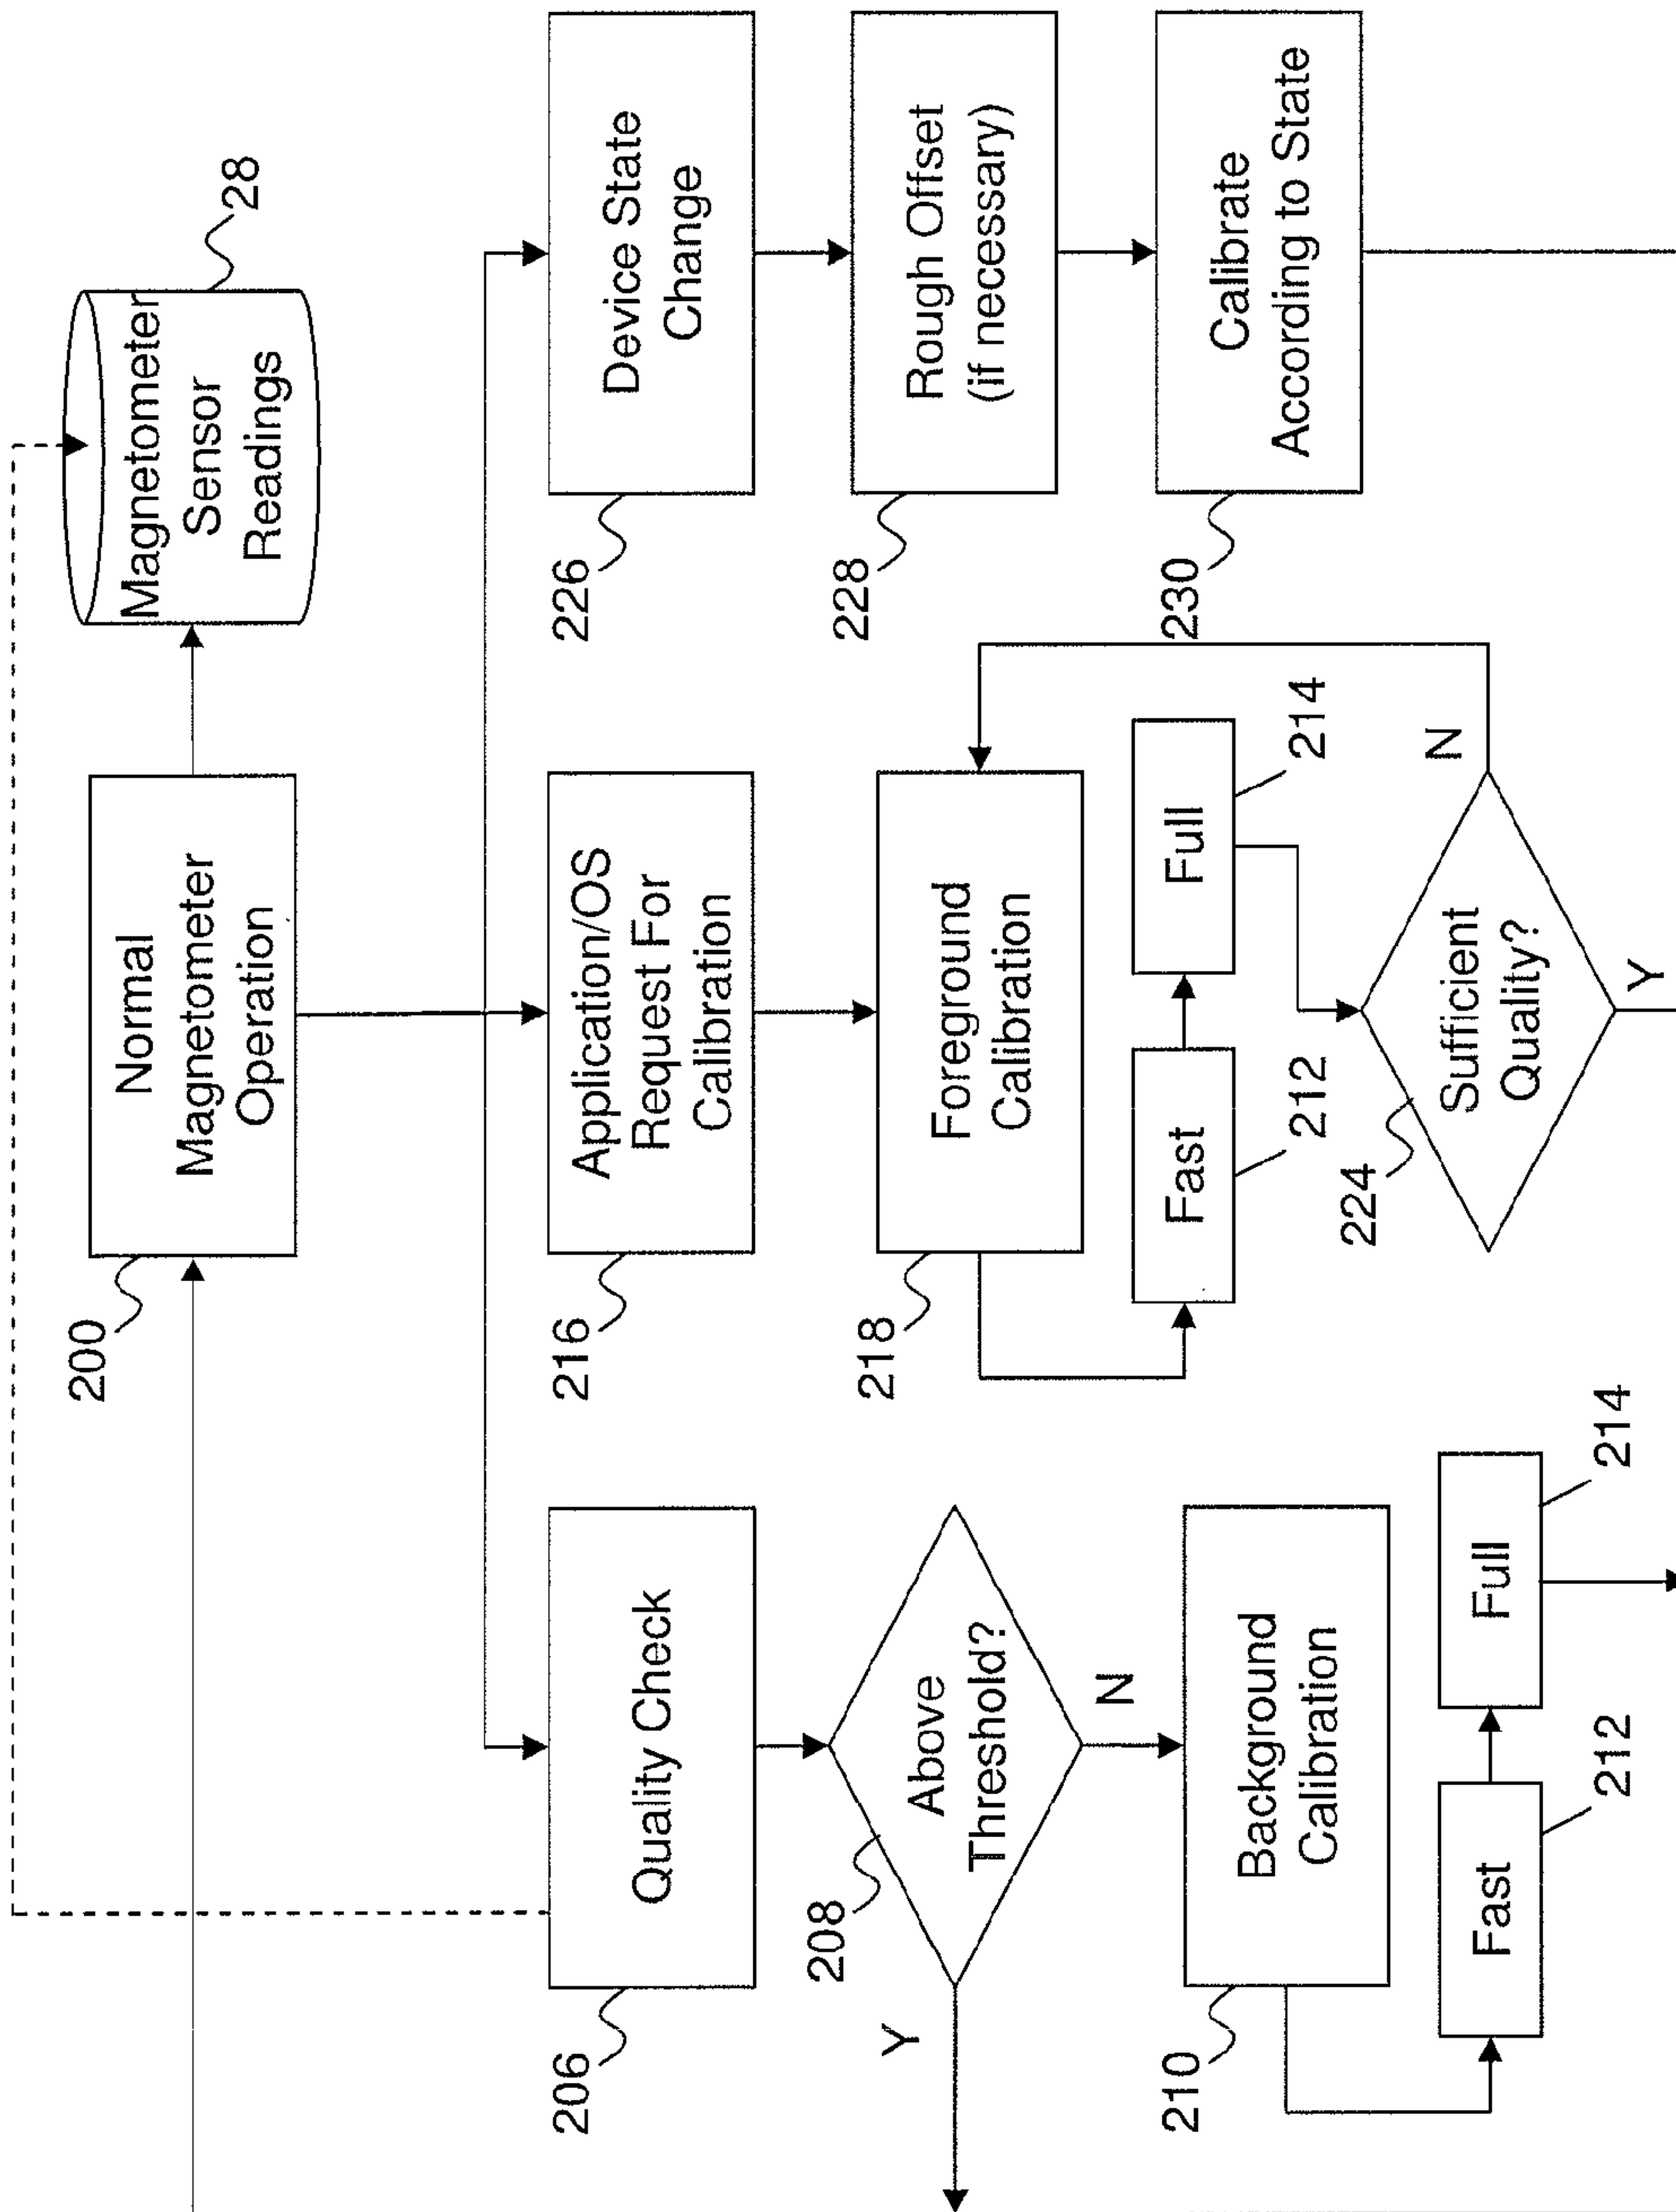 Normal
Magnetometer
Operation
200
Magnetometer
Sensor
Readings
28
Quality Check
206
Above
Threshold?
208
Y
N
Background
Calibration
210
Fast
212
Full
214
Application/OS
Request For
Calibration
216
Foreground
Calibration
218
Fast
212
Full
214
Sufficient
Quality?
224
N
Y
Device State
Change
226
Rough Offset
(if necessary)
228
Calibrate
According to State
230